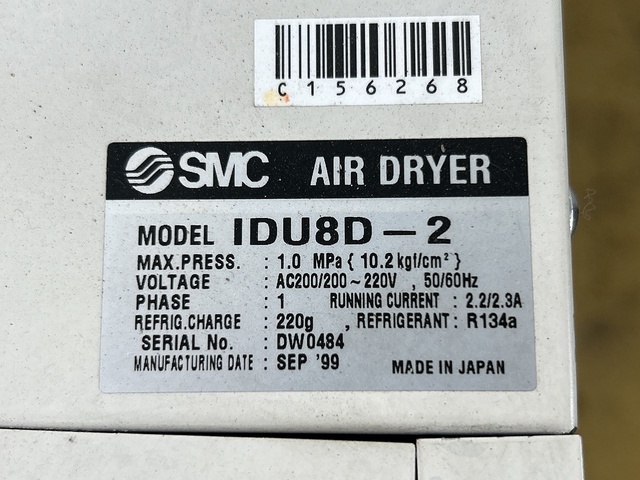 C156268
SMC AIR DRYER
MODEL IDU8D-2
MAX.PRESS. : 1.0 MPa { 10.2 kgf/cm² }
VOLTAGE : AC200/200~220V , 50/60Hz
PHASE : 1 RUNNING CURRENT : 2.2/2.3A
REFRIG.CHARGE : 220g , REFRIGERANT : R134a
SERIAL No. : DW0484
MANUFACTURING DATE : SEP '99 MADE IN JAPAN